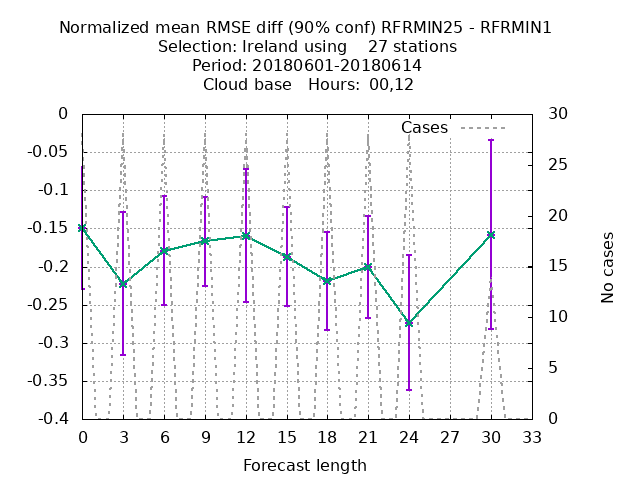 Normalized mean RMSE diff (90% conf) RFRMIN25 - RFRMIN1
Selection: Ireland using    27 stations
Period: 20180601-20180614
Cloud base   Hours:  00,12
Cases
0
-0.05
-0.1
-0.15
-0.2
-0.25
-0.3
-0.35
-0.4
30
25
20
15
10
5
0
No cases
0 3 6 9 12 15 18 21 24 27 30 33
Forecast length